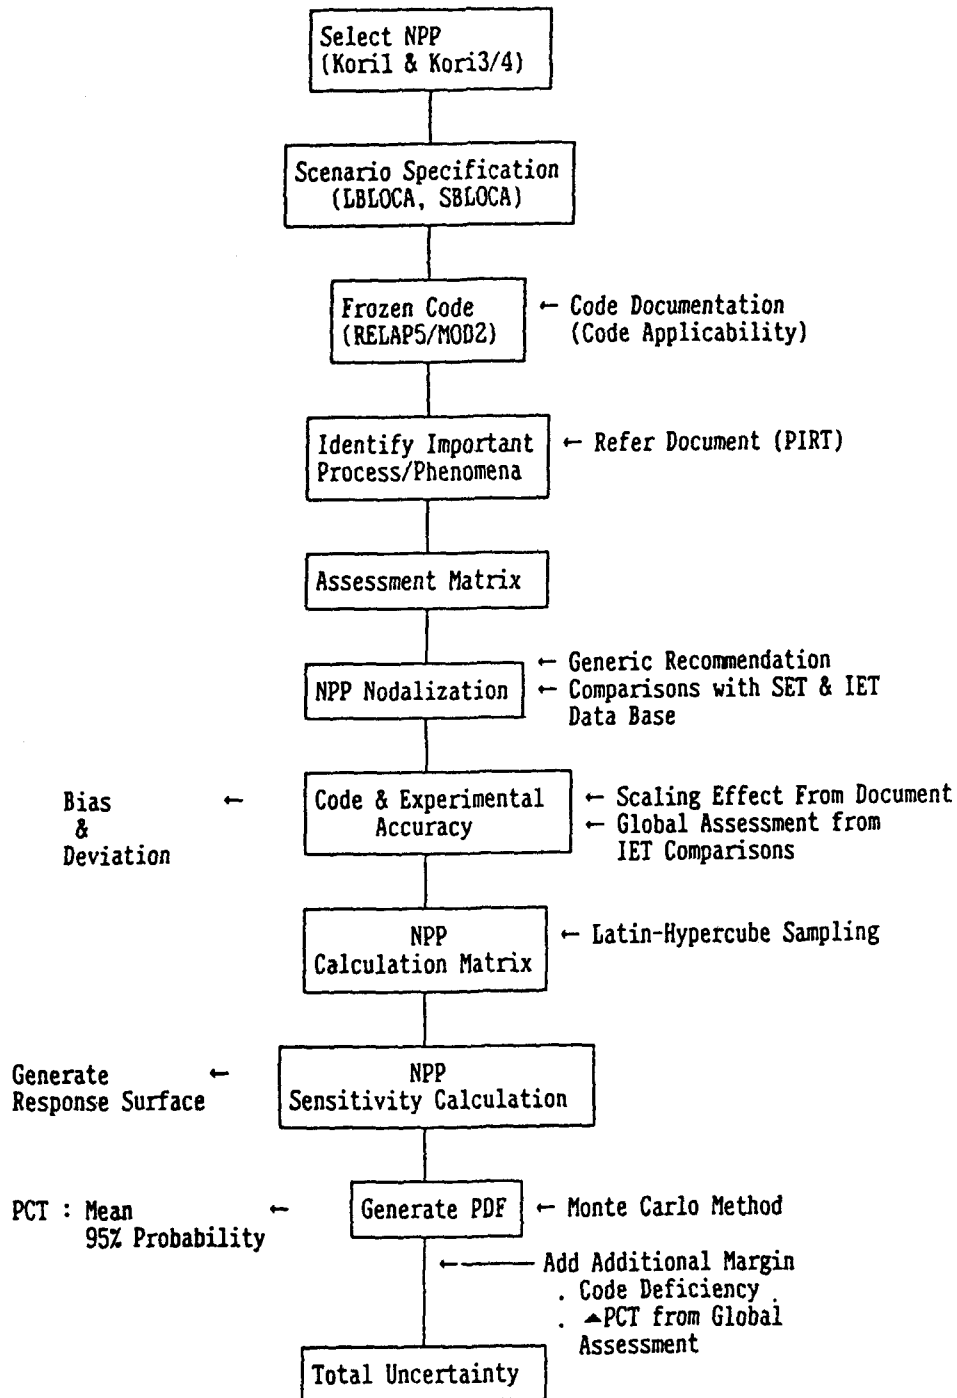 Select NPP
(Kori1 & Kori3/4)
Scenario Specification
(LBLOCA, SBLOCA)
Frozen Code
(RELAP5/MOD2)
← Code Documentation
(Code Applicability)
Identify Important
Process/Phenomena
← Refer Document (PIRT)
Assessment Matrix
NPP Nodalization
← Generic Recommendation
← Comparisons with SET & IET
Data Base
Bias
&
Deviation
←
Code & Experimental
Accuracy
← Scaling Effect From Document
← Global Assessment from
IET Comparisons
NPP
Calculation Matrix
← Latin-Hypercube Sampling
Generate
Response Surface
←
NPP
Sensitivity Calculation
PCT : Mean
95% Probability
←
Generate PDF
← Monte Carlo Method
← Add Additional Margin
. Code Deficiency
. ▲PCT from Global
Assessment
Total Uncertainty